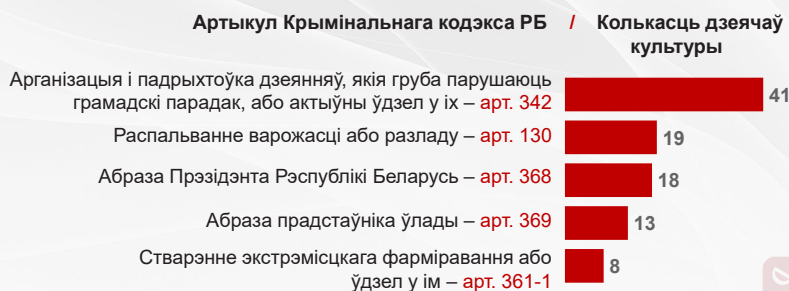 Артыкул Крымінальнага кодэкса РБ / Колькасць дзеячаў
культуры
Арганізацыя і падрыхтоўка дзеянняў, якія груба парушаюць
грамадскі парадак, або актыўны ўдзел у іх – арт. 342
41
Распальванне варожасці або разладу – арт. 130
19
Абраза Прэзідэнта Рэспублікі Беларусь – арт. 368
18
Абраза прадстаўніка ўлады – арт. 369
13
Стварэнне экстрэмісцкага фарміравання або
ўдзел у ім – арт. 361-1
8